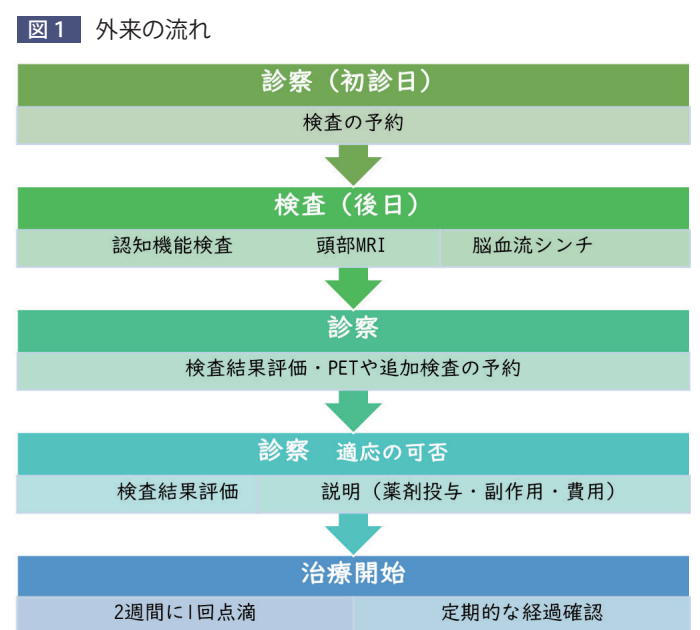 図1 外来の流れ
診察（初診日）
検査の予約
検査（後日）
認知機能検査 頭部MRI 脳血流シンチ
診察
検査結果評価・PETや追加検査の予約
診察 適応の可否
検査結果評価 説明（薬剤投与・副作用・費用）
治療開始
2週間に1回点滴 定期的な経過確認